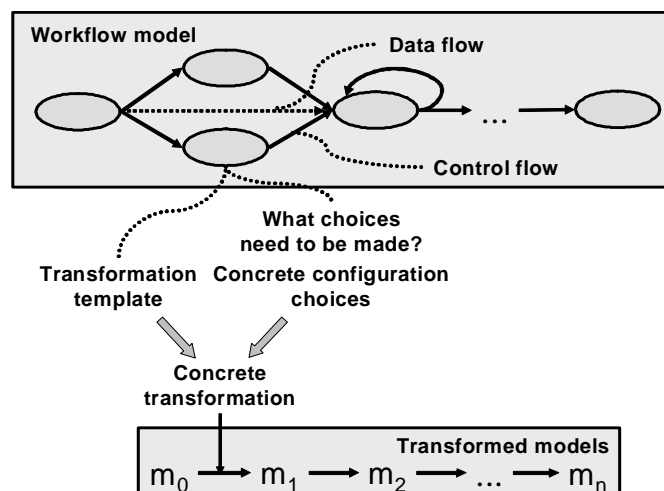 Workflow model
Data flow
...
Control flow
What choices
need to be made?
Transformation
template
Concrete configuration
choices
Concrete
transformation
Transformed models
m0 m1 m2 ... mn